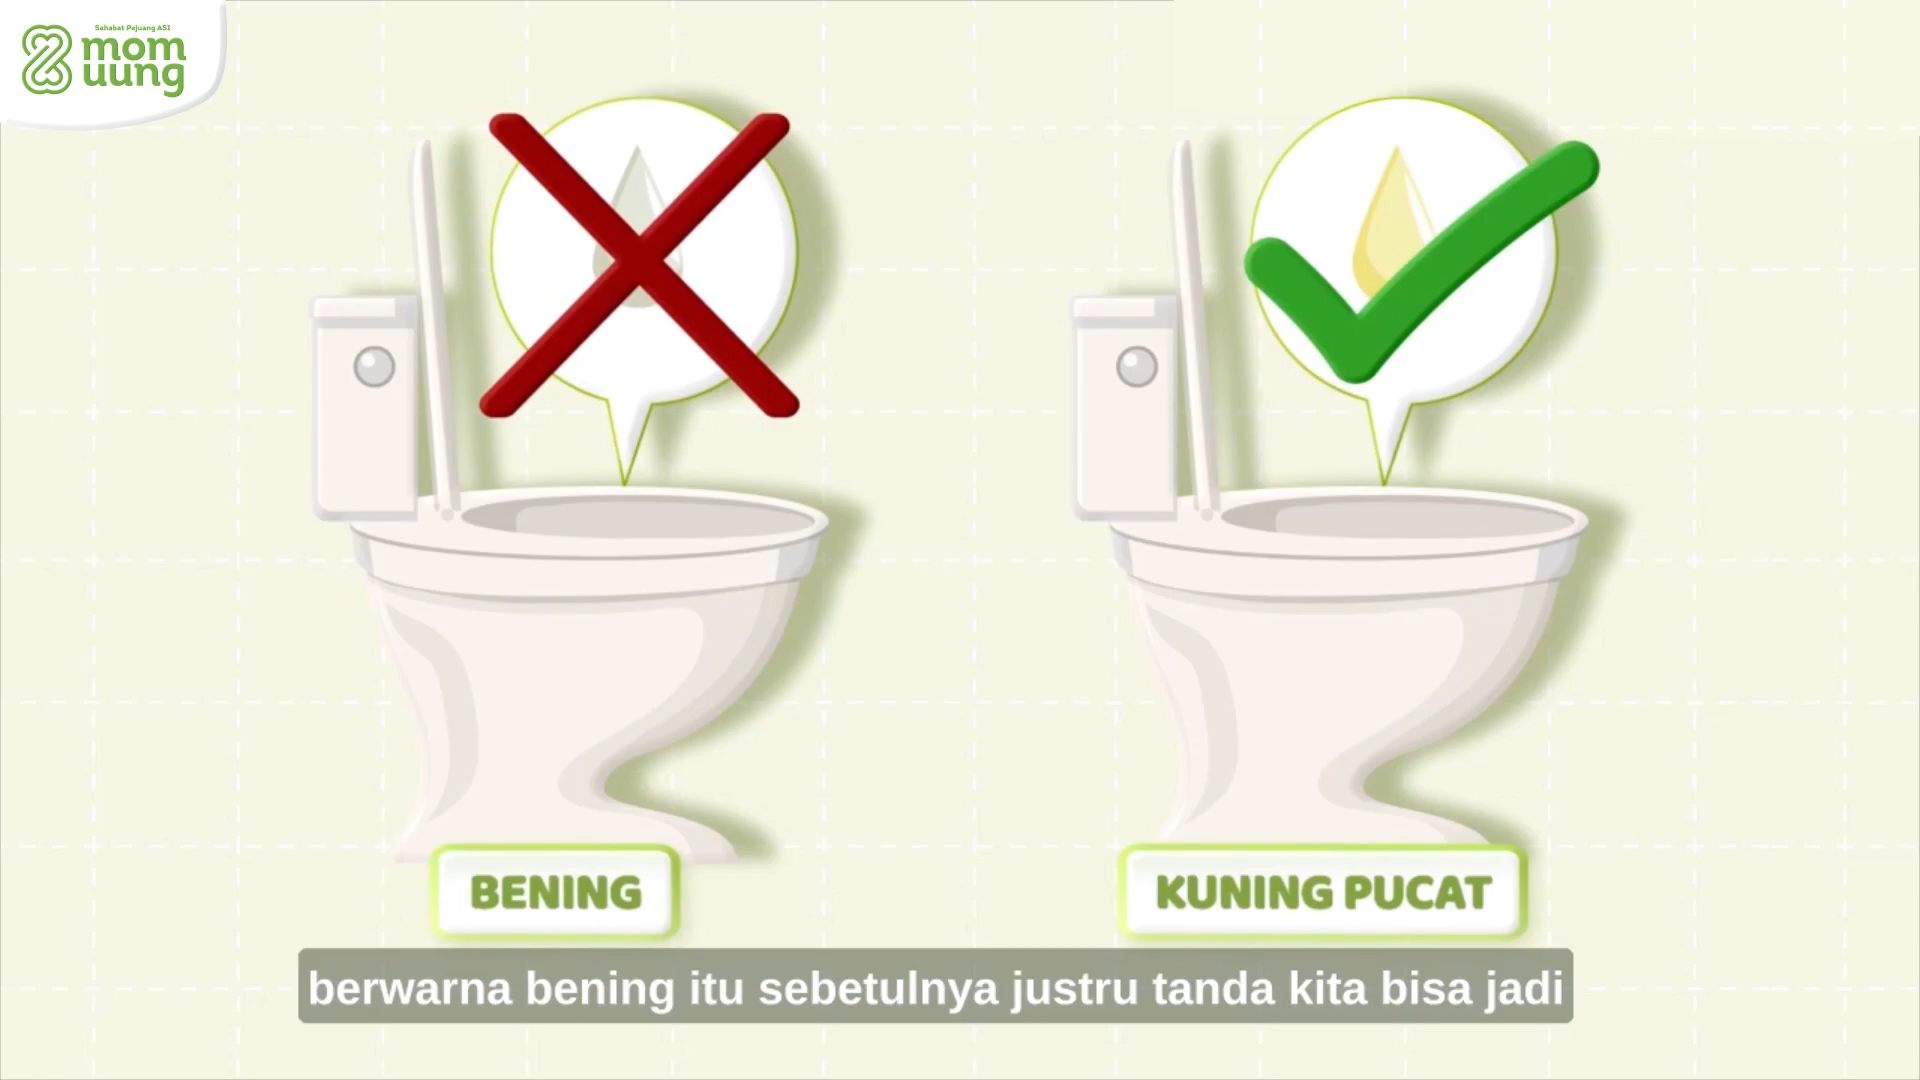 Sahabat Pejuang ASI
mom
uung
BENING
KUNING PUCAT
berwarna bening itu sebetulnya justru tanda kita bisa jadi